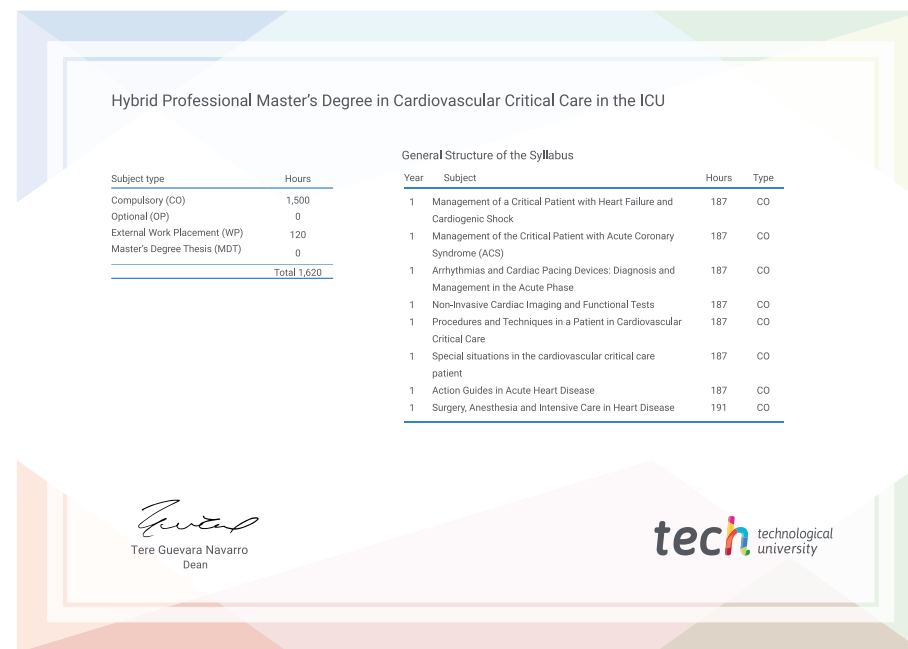 Hybrid Professional Master's Degree in Cardiovascular Critical Care in the ICU
Subject type Hours
Compulsory (CO) 1,500
Optional (OP) 0
External Work Placement (WP) 120
Master's Degree Thesis (MDT) 0
Total 1,620
General Structure of the Syllabus
Year Subject Hours Type
1 Management of a Critical Patient with Heart Failure and 187 CO
Cardiogenic Shock
1 Management of the Critical Patient with Acute Coronary 187 CO
Syndrome (ACS)
1 Arrhythmias and Cardiac Pacing Devices: Diagnosis and 187 CO
Management in the Acute Phase
1 Non-Invasive Cardiac Imaging and Functional Tests 187 CO
1 Procedures and Techniques in a Patient in Cardiovascular 187 CO
Critical Care
1 Special situations in the cardiovascular critical care 187 CO
patient
1 Action Guides in Acute Heart Disease 187 CO
1 Surgery, Anesthesia and Intensive Care in Heart Disease 191 CO
Tere Guevara Navarro
Dean
tech technological
university